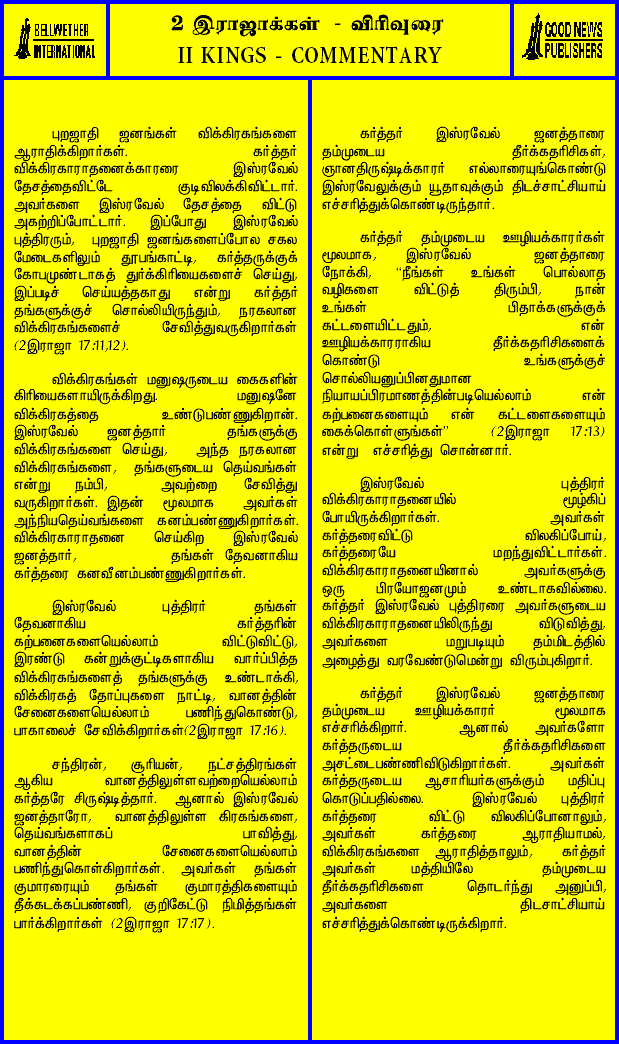 BELLWETHER
INTERNATIONAL
2 இராஜாக்கள் - விரிவுரை
II KINGS - COMMENTARY
GOOD NEWS
PUBLISHERS
புறஜாதி ஜனங்கள் விக்கிரகங்களை
ஆராதிக்கிறார்கள். கர்த்தர்
விக்கிரகாராதனைக்காரரை இஸ்ரவேல்
தேசத்தைவிட்டே குடிவிலக்கிவிட்டார்.
அவர்களை இஸ்ரவேல் தேசத்தை விட்டு
அகற்றிப்போட்டார். இப்போது இஸ்ரவேல்
புத்திரரும், புறஜாதி ஜனங்களைப்போல சகல
மேடைகளிலும் தூபங்காட்டி, கர்த்தருக்குக்
கோபமுண்டாகத் துர்க்கிரியைகளைச் செய்து,
இப்படிச் செய்யத்தகாது என்று கர்த்தர்
தங்களுக்குச் சொல்லியிருந்தும், நரகலான
விக்கிரகங்களைச் சேவித்துவருகிறார்கள்
(2இராஜா 17:11,12).
விக்கிரகங்கள் மனுஷருடைய கைகளின்
கிரியைகளாயிருக்கிறது. மனுஷனே
விக்கிரகத்தை உண்டுபண்ணுகிறான்.
இஸ்ரவேல் ஜனத்தார் தங்களுக்கு
விக்கிரகங்களை செய்து, அந்த நரகலான
விக்கிரகங்களை, தங்களுடைய தெய்வங்கள்
என்று நம்பி, அவற்றை சேவித்து
வருகிறார்கள். இதன் மூலமாக அவர்கள்
அந்நியதெய்வங்களை கனம்பண்ணுகிறார்கள்.
விக்கிரகாராதனை செய்கிற இஸ்ரவேல்
ஜனத்தார், தங்கள் தேவனாகிய
கர்த்தரை கனவீனம்பண்ணுகிறார்கள்.
இஸ்ரவேல் புத்திரர் தங்கள்
தேவனாகிய கர்த்தரின்
கற்பனைகளையெல்லாம் விட்டுவிட்டு,
இரண்டு கன்றுக்குட்டிகளாகிய வார்ப்பித்த
விக்கிரகங்களைத் தங்களுக்கு உண்டாக்கி,
விக்கிரகத் தோப்புகளை நாட்டி, வானத்தின்
சேனைகளையெல்லாம் பணிந்துகொண்டு,
பாகாலைச் சேவிக்கிறார்கள்(2இராஜா 17:16).
சந்திரன், சூரியன், நட்சத்திரங்கள்
ஆகிய வானத்திலுள்ளவற்றையெல்லாம்
கர்த்தரே சிருஷ்டித்தார். ஆனால் இஸ்ரவேல்
ஜனத்தாரோ, வானத்திலுள்ள கிரகங்களை,
தெய்வங்களாகப் பாவித்து,
வானத்தின் சேனைகளையெல்லாம்
பணிந்துகொள்கிறார்கள். அவர்கள் தங்கள்
குமாரரையும் தங்கள் குமாரத்திகளையும்
தீக்கடக்கப்பண்ணி, குறிகேட்டு நிமித்தங்கள்
பார்க்கிறார்கள் (2இராஜா 17:17).
கர்த்தர் இஸ்ரவேல் ஜனத்தாரை
தம்முடைய தீர்க்கதரிசிகள்,
ஞானதிருஷ்டிக்காரர் எல்லாரையுங்கொண்டு
இஸ்ரவேலுக்கும் யூதாவுக்கும் திடச்சாட்சியாய்
எச்சரித்துக்கொண்டிருந்தார்.
கர்த்தர் தம்முடைய ஊழியக்காரர்கள்
மூலமாக, இஸ்ரவேல் ஜனத்தாரை
நோக்கி, “நீங்கள் உங்கள் பொல்லாத
வழிகளை விட்டுத் திரும்பி, நான்
உங்கள் பிதாக்களுக்குக்
கட்டளையிட்டதும், என்
ஊழியக்காரராகிய தீர்க்கதரிசிகளைக்
கொண்டு உங்களுக்குச்
சொல்லியனுப்பினதுமான
நியாயப்பிரமாணத்தின்படியெல்லாம் என்
கற்பனைகளையும் என் கட்டளைகளையும்
கைக்கொள்ளுங்கள்” (2இராஜா 17:13)
என்று எச்சரித்து சொன்னார்.
இஸ்ரவேல் புத்திரர்
விக்கிரகாராதனையில் மூழ்கிப்
போயிருக்கிறார்கள். அவர்கள்
கர்த்தரைவிட்டு விலகிப்போய்,
கர்த்தரையே மறந்துவிட்டார்கள்.
விக்கிரகாராதனையினால் அவர்களுக்கு
ஒரு பிரயோஜனமும் உண்டாகவில்லை.
கர்த்தர் இஸ்ரவேல் புத்திரரை அவர்களுடைய
விக்கிரகாராதனையிலிருந்து விடுவித்து,
அவர்களை மறுபடியும் தம்மிடத்தில்
அழைத்து வரவேண்டுமென்று விரும்புகிறார்.
கர்த்தர் இஸ்ரவேல் ஜனத்தாரை
தம்முடைய ஊழியக்காரர் மூலமாக
எச்சரிக்கிறார். ஆனால் அவர்களோ
கர்த்தருடைய தீர்க்கதரிசிகளை
அசட்டைபண்ணிவிடுகிறார்கள். அவர்கள்
கர்த்தருடைய ஆசாரியர்களுக்கும் மதிப்பு
கொடுப்பதில்லை. இஸ்ரவேல் புத்திரர்
கர்த்தரை விட்டு விலகிப்போனாலும்,
அவர்கள் கர்த்தரை ஆராதியாமல்,
விக்கிரகங்களை ஆராதித்தாலும், கர்த்தர்
அவர்கள் மத்தியிலே தம்முடைய
தீர்க்கதரிசிகளை தொடர்ந்து அனுப்பி,
அவர்களை திடசாட்சியாய்
எச்சரித்துக்கொண்டிருக்கிறார்.